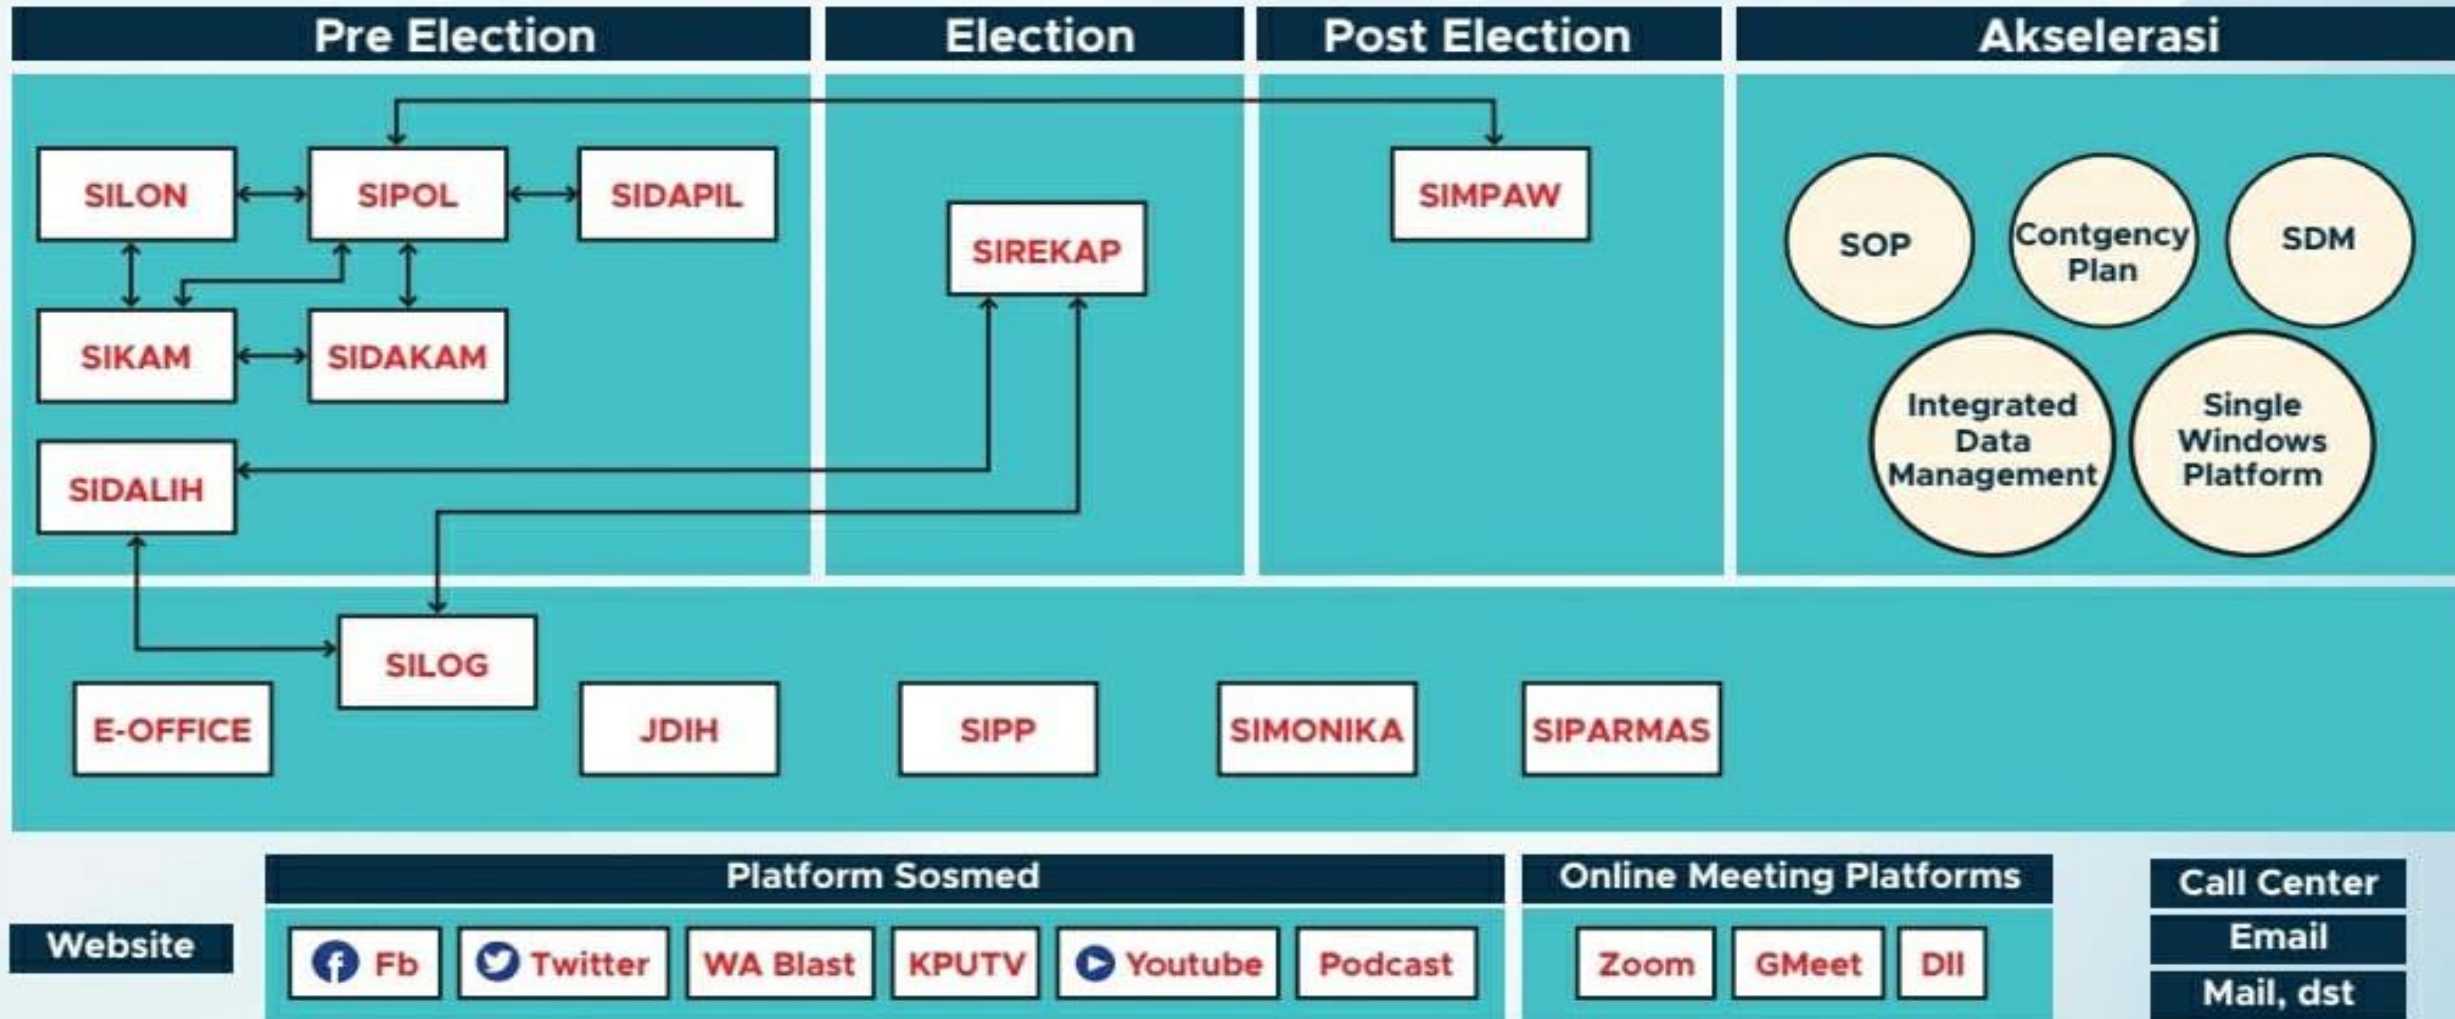 Pre Election
Election
Post Election
Akselerasi
SILON
SIPOL
SIDAPIL
SIKAM
SIDAKAM
SIDALIH
SIREKAP
SIMPAW
SOP
Contgency
Plan
SDM
Integrated
Data
Management
Single
Windows
Platform
SILOG
E-OFFICE
JDIH
SIPP
SIMONIKA
SIPARMAS
Website
Platform Sosmed
Fb
Twitter
WA Blast
KPUTV
Youtube
Podcast
Online Meeting Platforms
Zoom
GMeet
Dll
Call Center
Email
Mail, dst